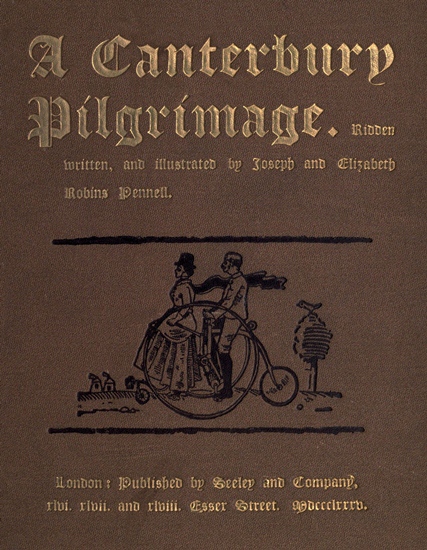 A Canterbury
Pilgrimage. Ridden
written, and illustrated by Joseph and Elizabeth
Robins Pennell.
London: Published by Seeley and Company,
xlvi. xlvii. and xlviii. Essex Street. Mdccclxxxv.